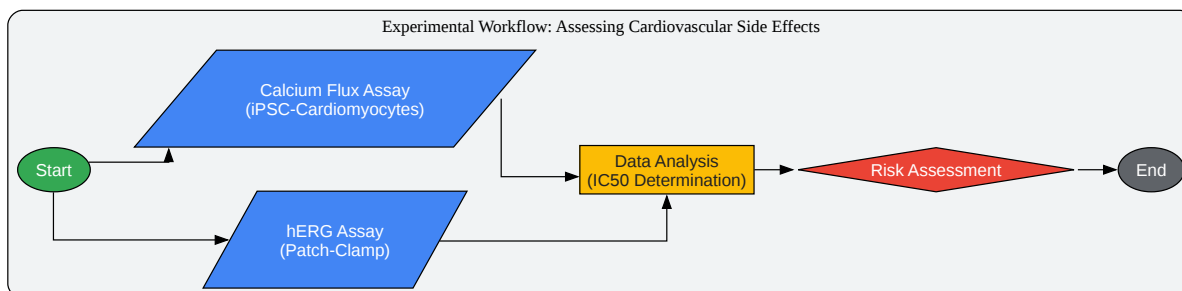 Experimental Workflow: Assessing Cardiovascular Side Effects
Calcium Flux Assay
(iPSC-Cardiomyocytes)
Start
Data Analysis
(IC50 Determination)
Risk Assessment
End
hERG Assay
(Patch-Clamp)